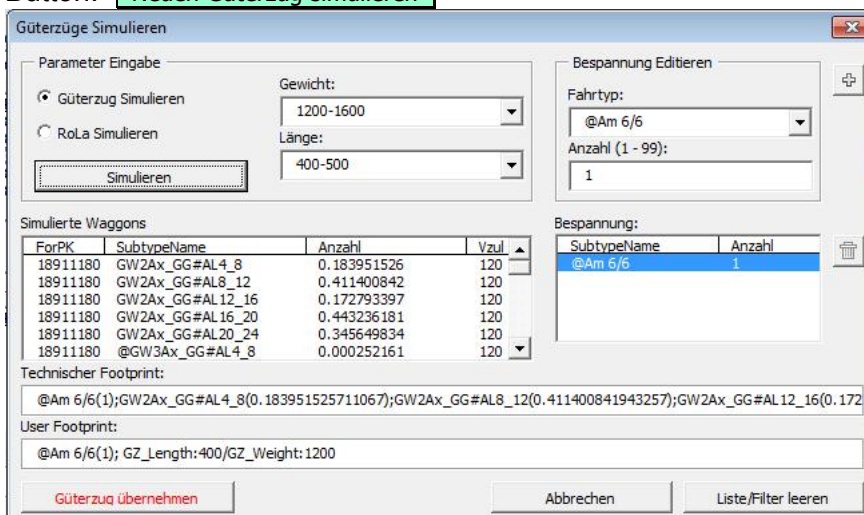 Button: Neuen Güterzug simulieren
Güterzüge Simulieren
Parameter Eingabe
Güterzug Simulieren
RoLa Simulieren
Simulieren
Gewicht:
1200-1600
Länge:
400-500
Bespannung Editieren
Fahrtyp:
@Am 6/6
Anzahl (1 - 99):
1
Simulierte Waggons
ForPK SubtypeName Anzahl Vzul
18911180 GW2Ax_GG#AL4_8 0.183951526 120
18911180 GW2Ax_GG#AL8_12 0.411400842 120
18911180 GW2Ax_GG#AL12_16 0.172793397 120
18911180 GW2Ax_GG#AL16_20 0.443236181 120
18911180 GW2Ax_GG#AL20_24 0.345649834 120
18911180 @GW3Ax_GG#AL4_8 0.000252161 120
Bespannung:
SubtypeName Anzahl
@Am 6/6 1
Technischer Footprint:
@Am 6/6(1);GW2Ax_GG#AL4_8(0.183951525711067);GW2Ax_GG#AL8_12(0.411400841943257);GW2Ax_GG#AL12_16(0.172
User Footprint:
@Am 6/6(1); GZ_Length:400/GZ_Weight:1200
Güterzug übernehmen
Abbrechen
Liste/Filter leeren